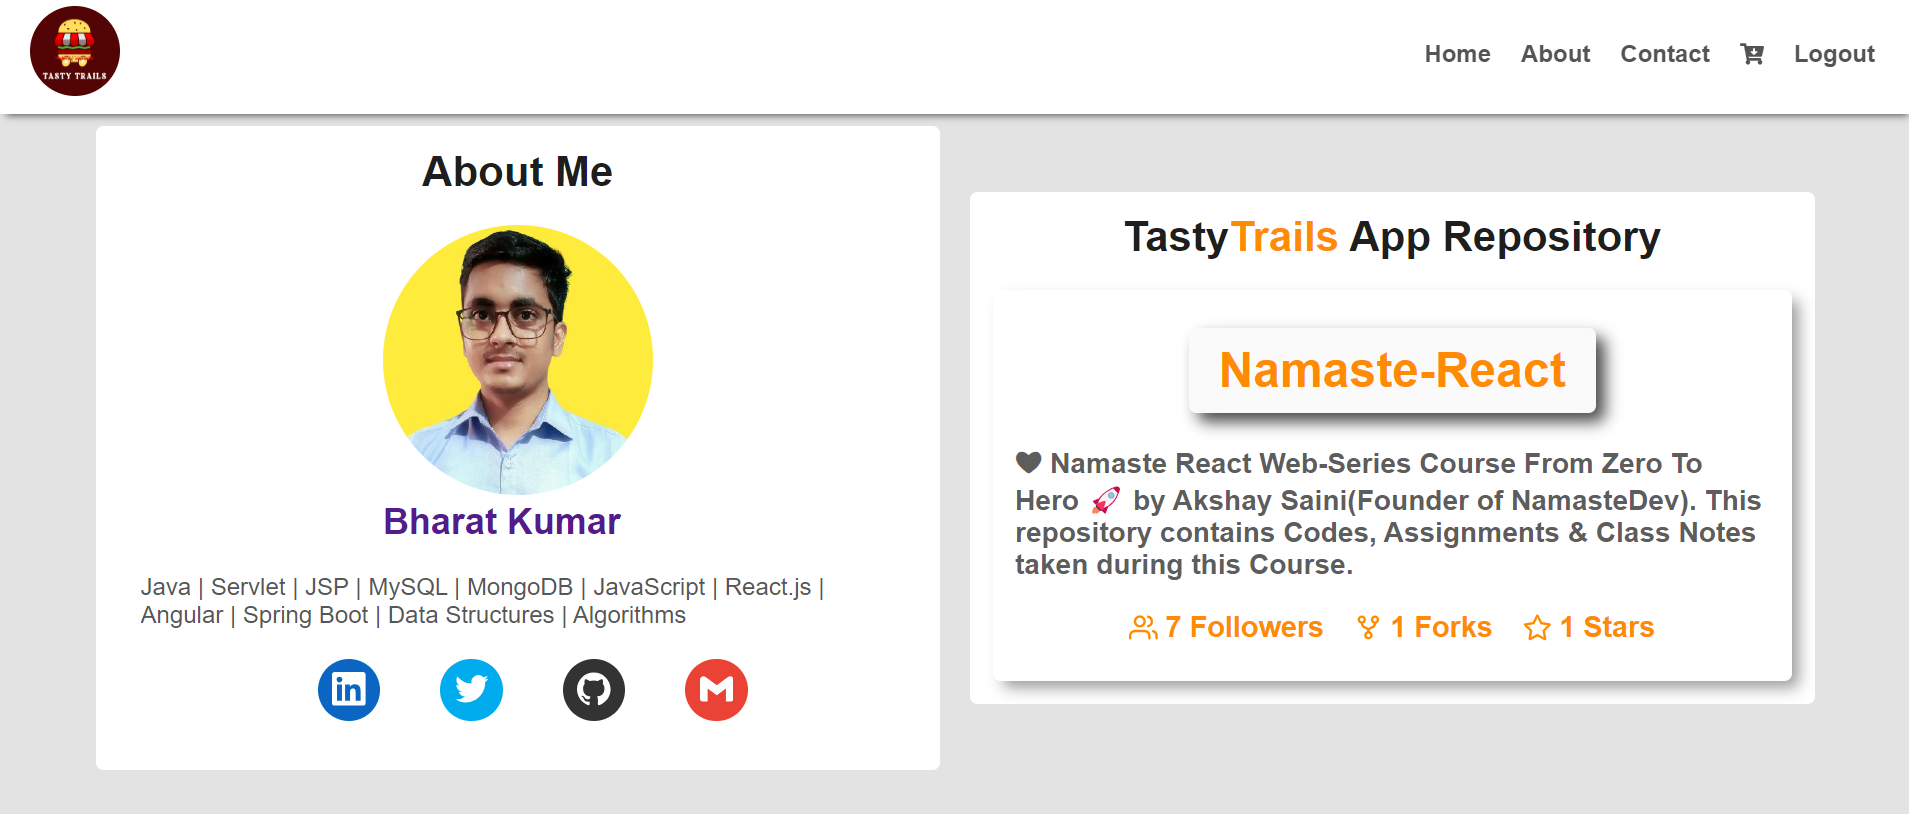 TASTY TRAILS
Home About Contact Logout
About Me
Bharat Kumar
Java | Servlet | JSP | MySQL | MongoDB | JavaScript | React.js |
Angular | Spring Boot | Data Structures | Algorithms
in
TastyTrails App Repository
Namaste-React
🖤 Namaste React Web-Series Course From Zero To
Hero 🚀 by Akshay Saini(Founder of NamasteDev). This
repository contains Codes, Assignments & Class Notes
taken during this Course.
7 Followers 1 Forks 1 Stars